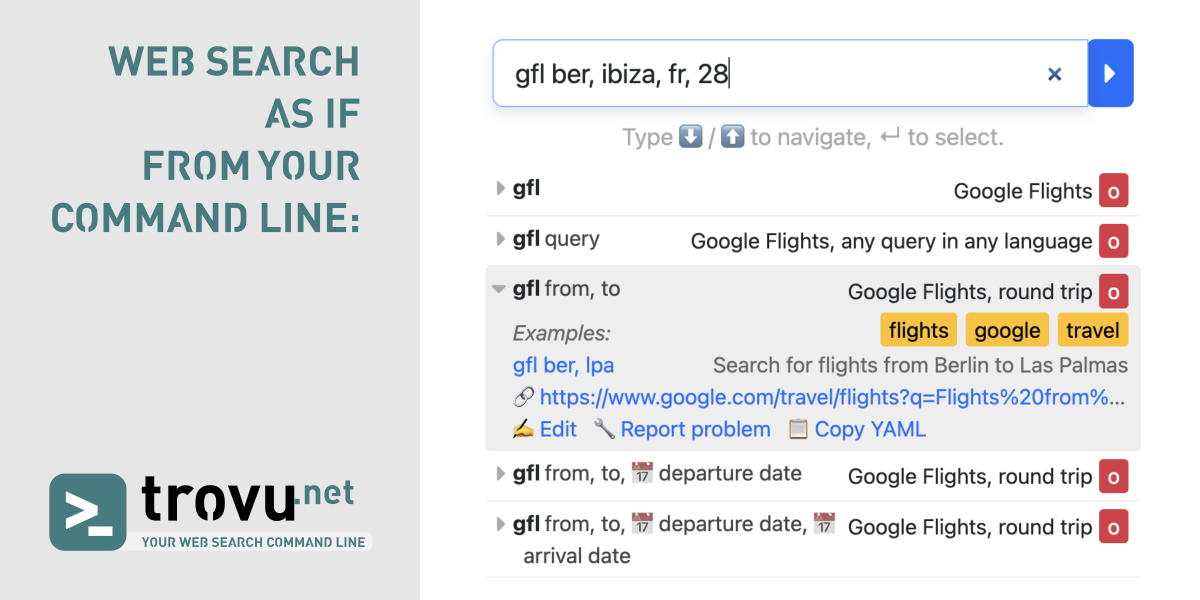 WEB SEARCH
AS IF
FROM YOUR
COMMAND LINE:
trovu.net
YOUR WEB SEARCH COMMAND LINE
gfl ber, ibiza, fr, 28
Type ⬇️ / ⬆️ to navigate, ↵ to select.
gfl Google Flights o
gfl query Google Flights, any query in any language o
gfl from, to Google Flights, round trip o
Examples: flights google travel
gfl ber, lpa Search for flights from Berlin to Las Palmas
https://www.google.com/travel/flights?q=Flights%20from%...
Edit Report problem Copy YAML
gfl from, to, 📅 departure date Google Flights, round trip o
gfl from, to, 📅 departure date, 📅 Google Flights, round trip o
arrival date